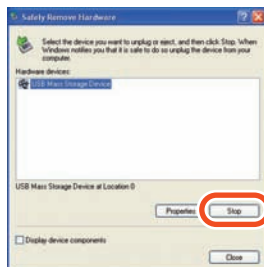 Safely Remove Hardware
Select the device you want to unplug or eject, and then click Stop. When
Windows notifies you that it is safe to do so unplug the device from your
computer.
Hardware devices:
USB Mass Storage Device
USB Mass Storage Device at Location 0
Properties
Stop
Display device components
Close